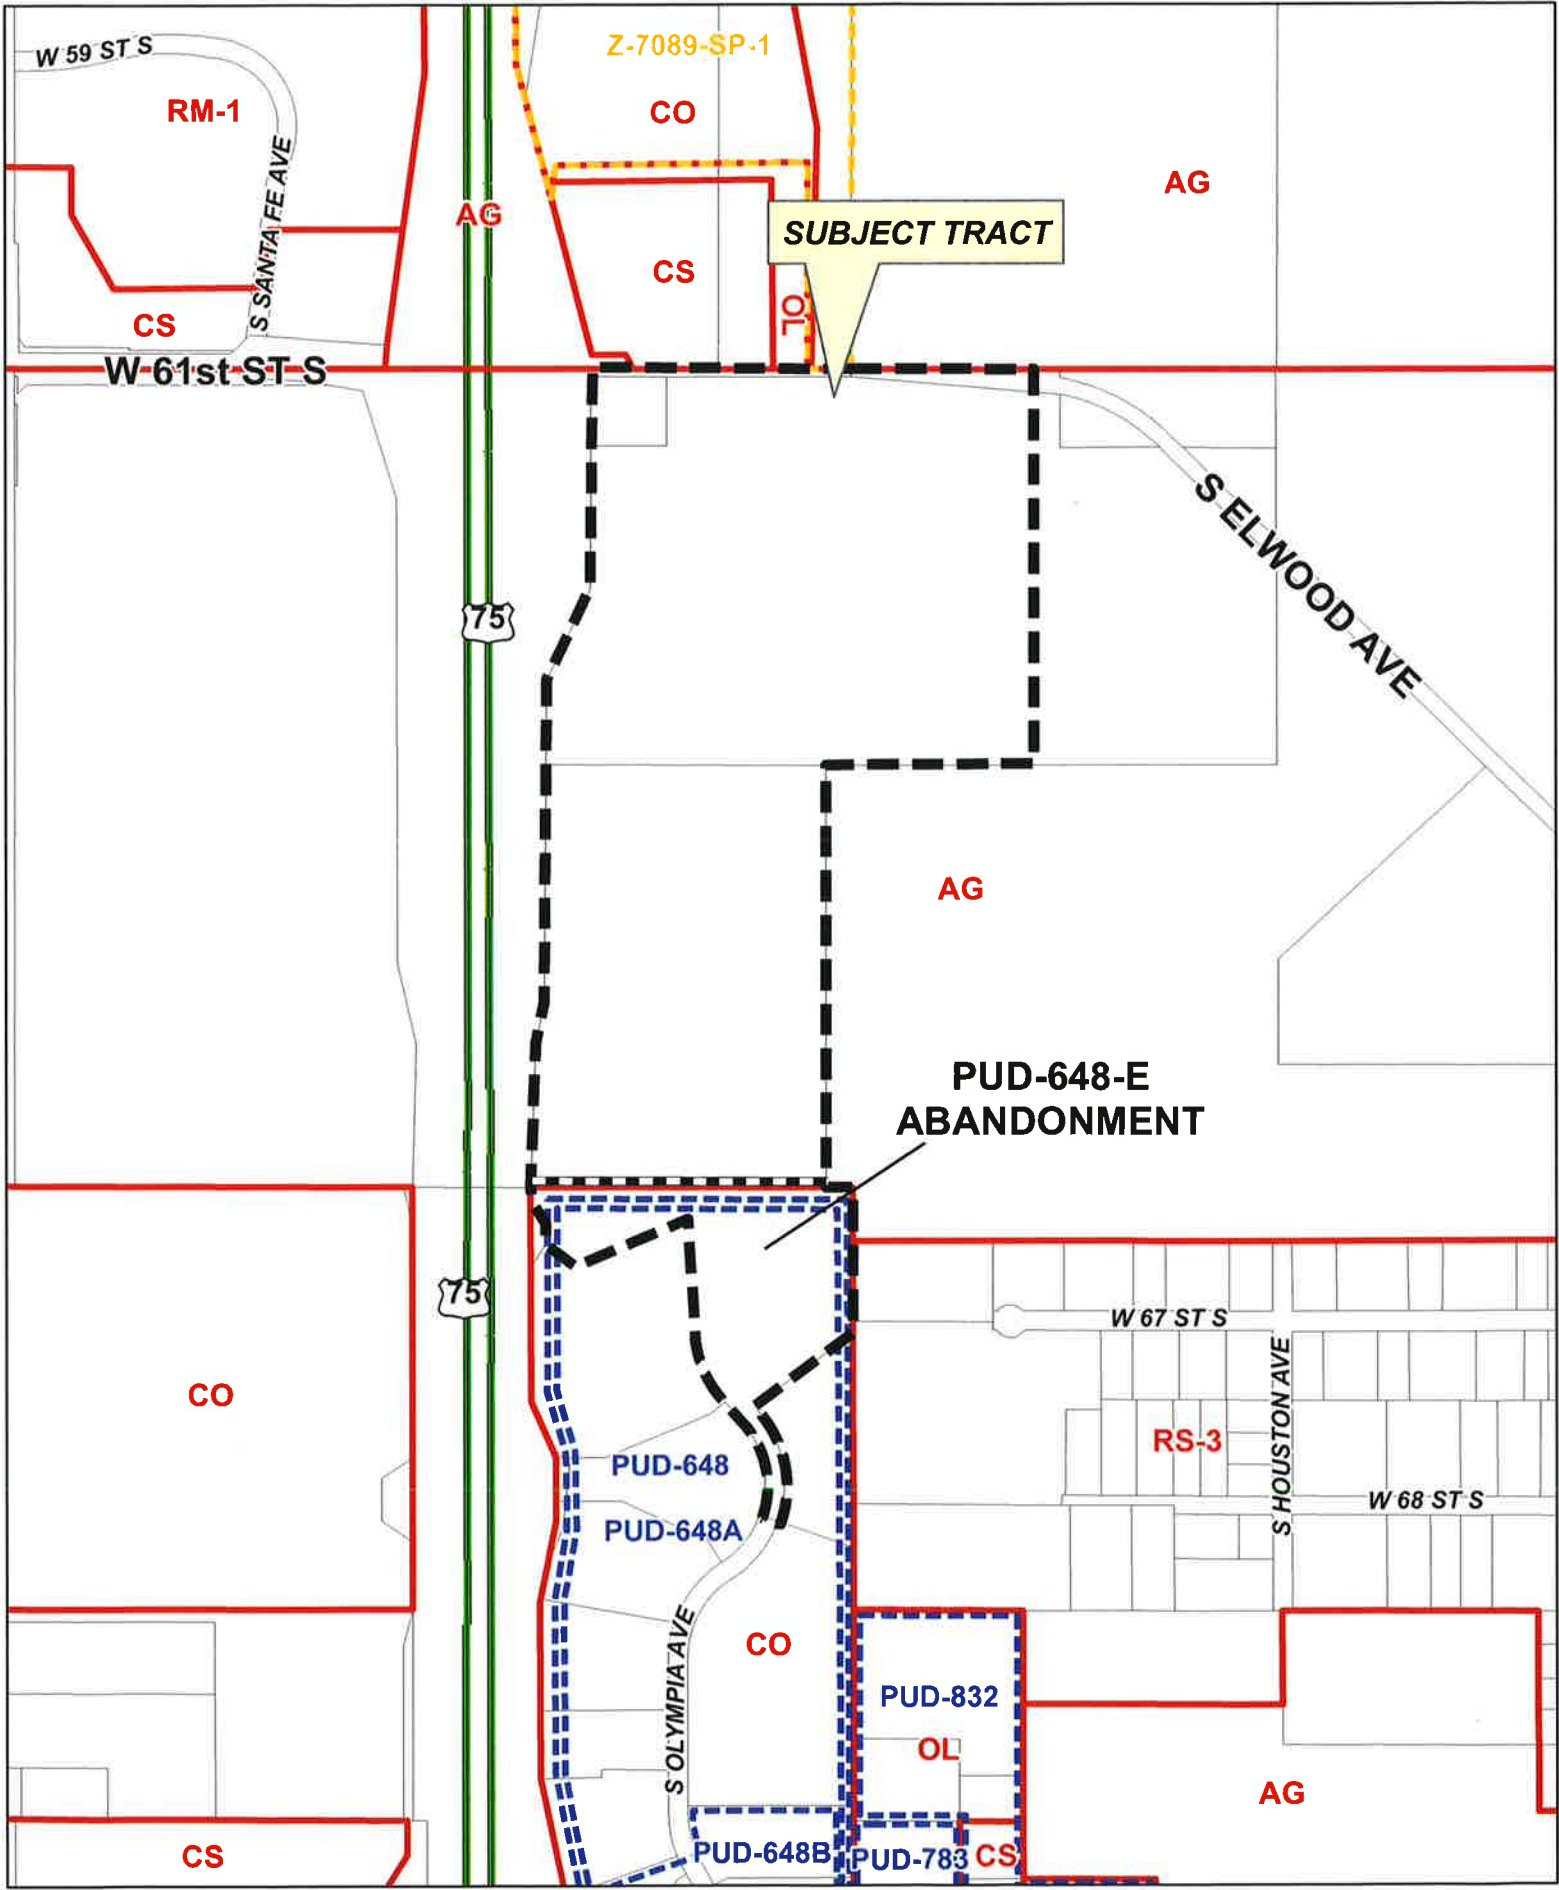 Z-7089-SP-1
W 59 ST S
RM-1
CO
AG
S SANTA FE AVE
AG
SUBJECT TRACT
CS
OL
CS
W 61st ST S
S ELWOOD AVE
75
AG
PUD-648-E
ABANDONMENT
75
W 67 ST S
CO
S HOUSTON AVE
RS-3
PUD-648
W 68 ST S
PUD-648A
S OLYMPIA AVE
CO
PUD-832
OL
AG
CS
PUD-648B
PUD-783
CS